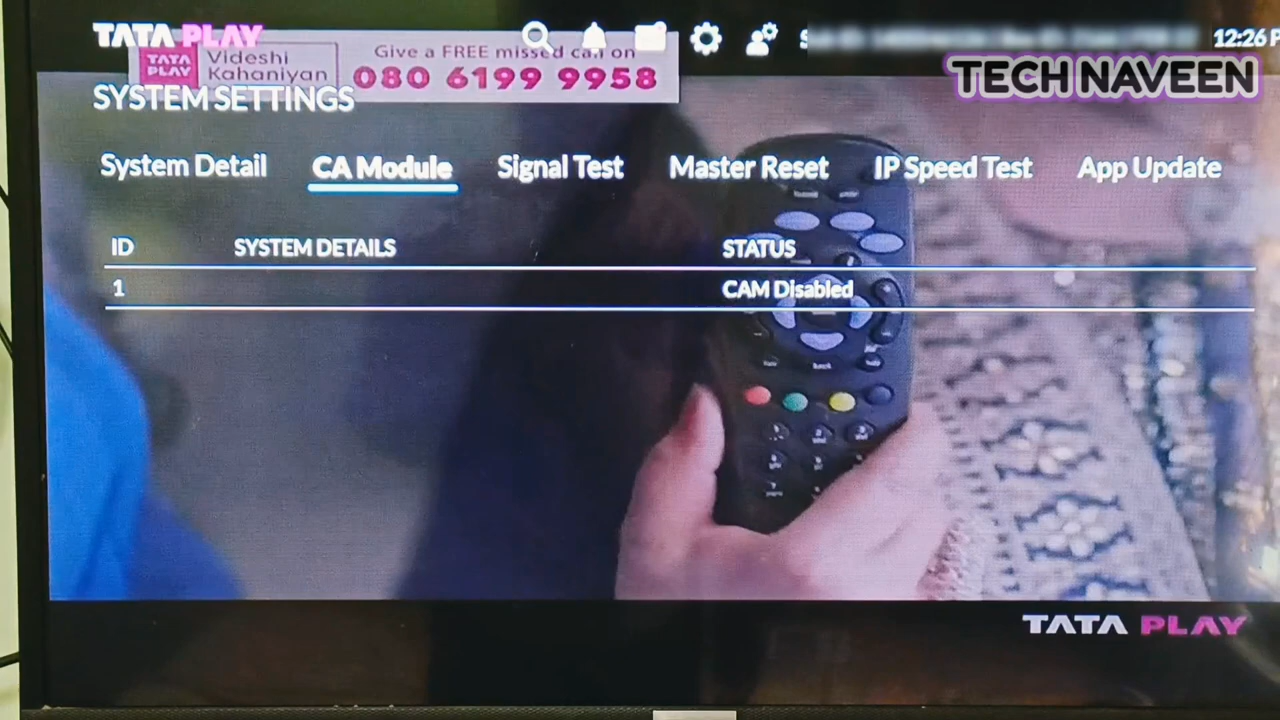 TATA PLAY
12:26 P
TATA PLAY
Videshi
Kahaniyan
Give a FREE missed call on
080 6199 9958
TECH NAVEEN
SYSTEM SETTINGS
System Detail CA Module Signal Test Master Reset IP Speed Test App Update
ID SYSTEM DETAILS STATUS
1 CAM Disabled
TATA PLAY